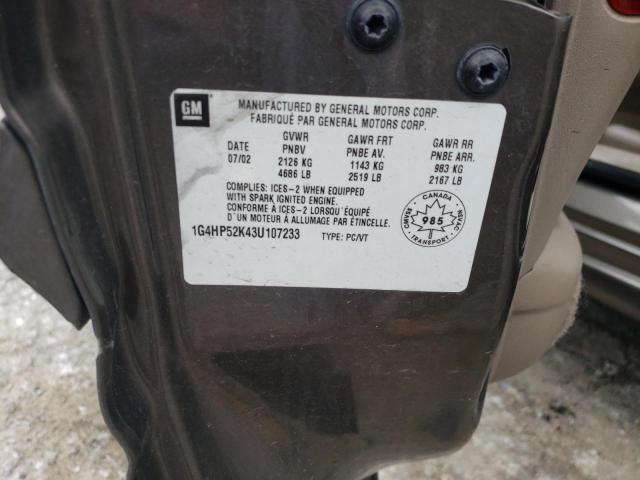 GM
MANUFACTURED BY GENERAL MOTORS CORP.
FABRIQUÉ PAR GENERAL MOTORS CORP.
GVWR GAWR FRT GAWR RR
DATE PNBV PNBE AV. PNBE ARR.
07/02 2126 KG 1143 KG 983 KG
4686 LB 2519 LB 2167 LB
COMPLIES: ICES-2 WHEN EQUIPPED
WITH SPARK IGNITED ENGINE.
CONFORME À ICES-2 LORSQU'ÉQUIPÉ
D'UN MOTEUR À ALLUMAGE PAR ÉTINCELLE.
1G4HP52K43U107233 TYPE: PC/VT
CANADA
985
TRANSPORT